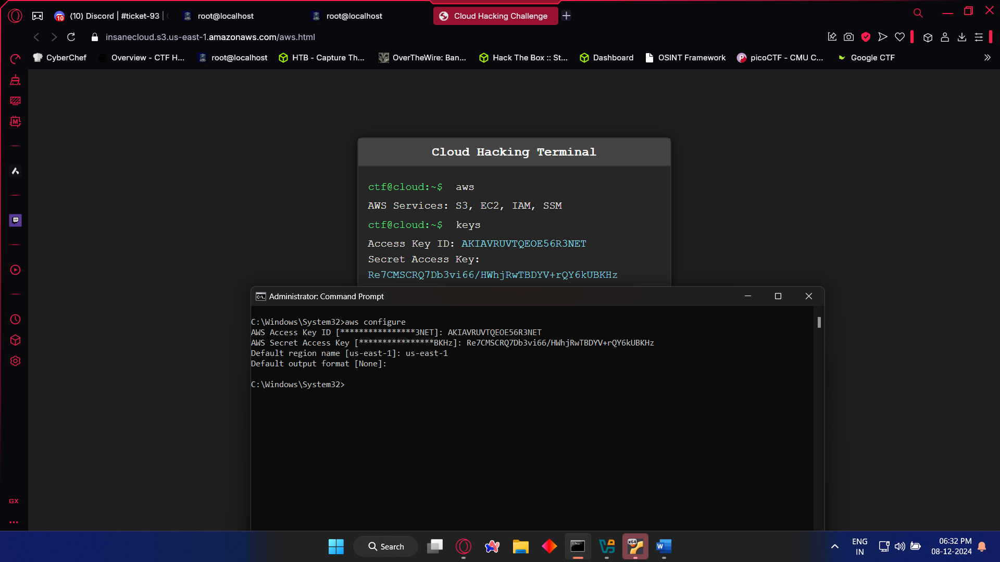 (10) Discord | #ticket-93 |
root@localhost
root@localhost
Cloud Hacking Challenge
insanecloud.s3.us-east-1.amazonaws.com/aws.html
CyberChef
Overview - CTF H...
root@localhost
HTB - Capture Th...
OverTheWire: Ban...
Hack The Box :: St...
Dashboard
OSINT Framework
picoCTF - CMU C...
Google CTF
Cloud Hacking Terminal
ctf@cloud:~$ aws
AWS Services: S3, EC2, IAM, SSM
ctf@cloud:~$ keys
Access Key ID: AKIAVRUVTQEOE56R3NET
Secret Access Key:
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
Administrator: Command Prompt
C:\Windows\System32>aws configure
AWS Access Key ID [****************3NET]: AKIAVRUVTQEOE56R3NET
AWS Secret Access Key [****************BKHz]: 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
Default region name [us-east-1]: us-east-1
Default output format [None]:
C:\Windows\System32>
GX
Search
x64
ENG
IN
06:32 PM
08-12-2024